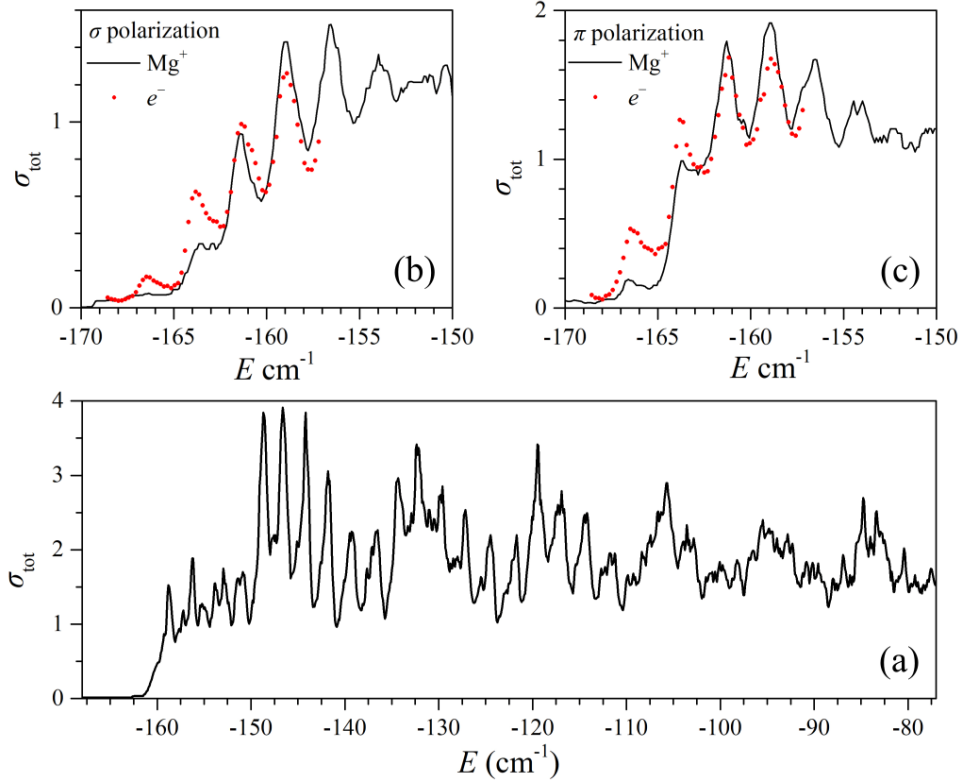 σ polarization
Mg⁺
e⁻
1
0
σtot
(b)
-170 -165 -160 -155 -150
E cm⁻¹
2
π polarization
Mg⁺
e⁻
1
0
σtot
(c)
-170 -165 -160 -155 -150
E cm⁻¹
4
3
2
1
0
σtot
(a)
-160 -150 -140 -130 -120 -110 -100 -90 -80
E (cm⁻¹)